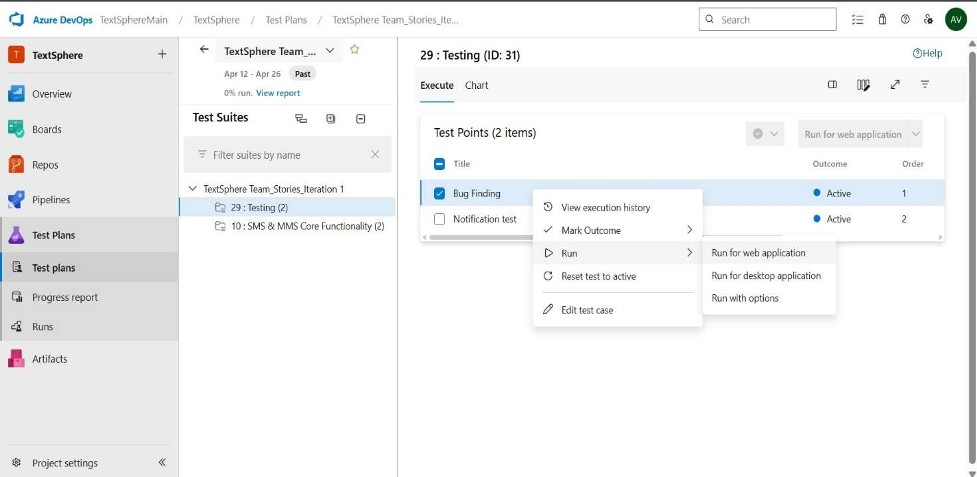 Azure DevOps TextSphereMain / TextSphere / Test Plans / TextSphere Team_Stories_Ite... Search AV
T TextSphere
Overview
Boards
Repos
Pipelines
Test Plans
Test plans
Progress report
Runs
Artifacts
Project settings
TextSphere Team_...
Apr 12 - Apr 26 Past
0% run. View report
Test Suites
Filter suites by name
TextSphere Team_Stories_Iteration 1
29 : Testing (2)
10 : SMS & MMS Core Functionality (2)
29 : Testing (ID: 31) Help
Execute Chart
Test Points (2 items) Run for web application
Title Outcome Order
Bug Finding Active 1
Notification test Active 2
View execution history
Mark Outcome
Run
Reset test to active
Edit test case
Run for web application
Run for desktop application
Run with options